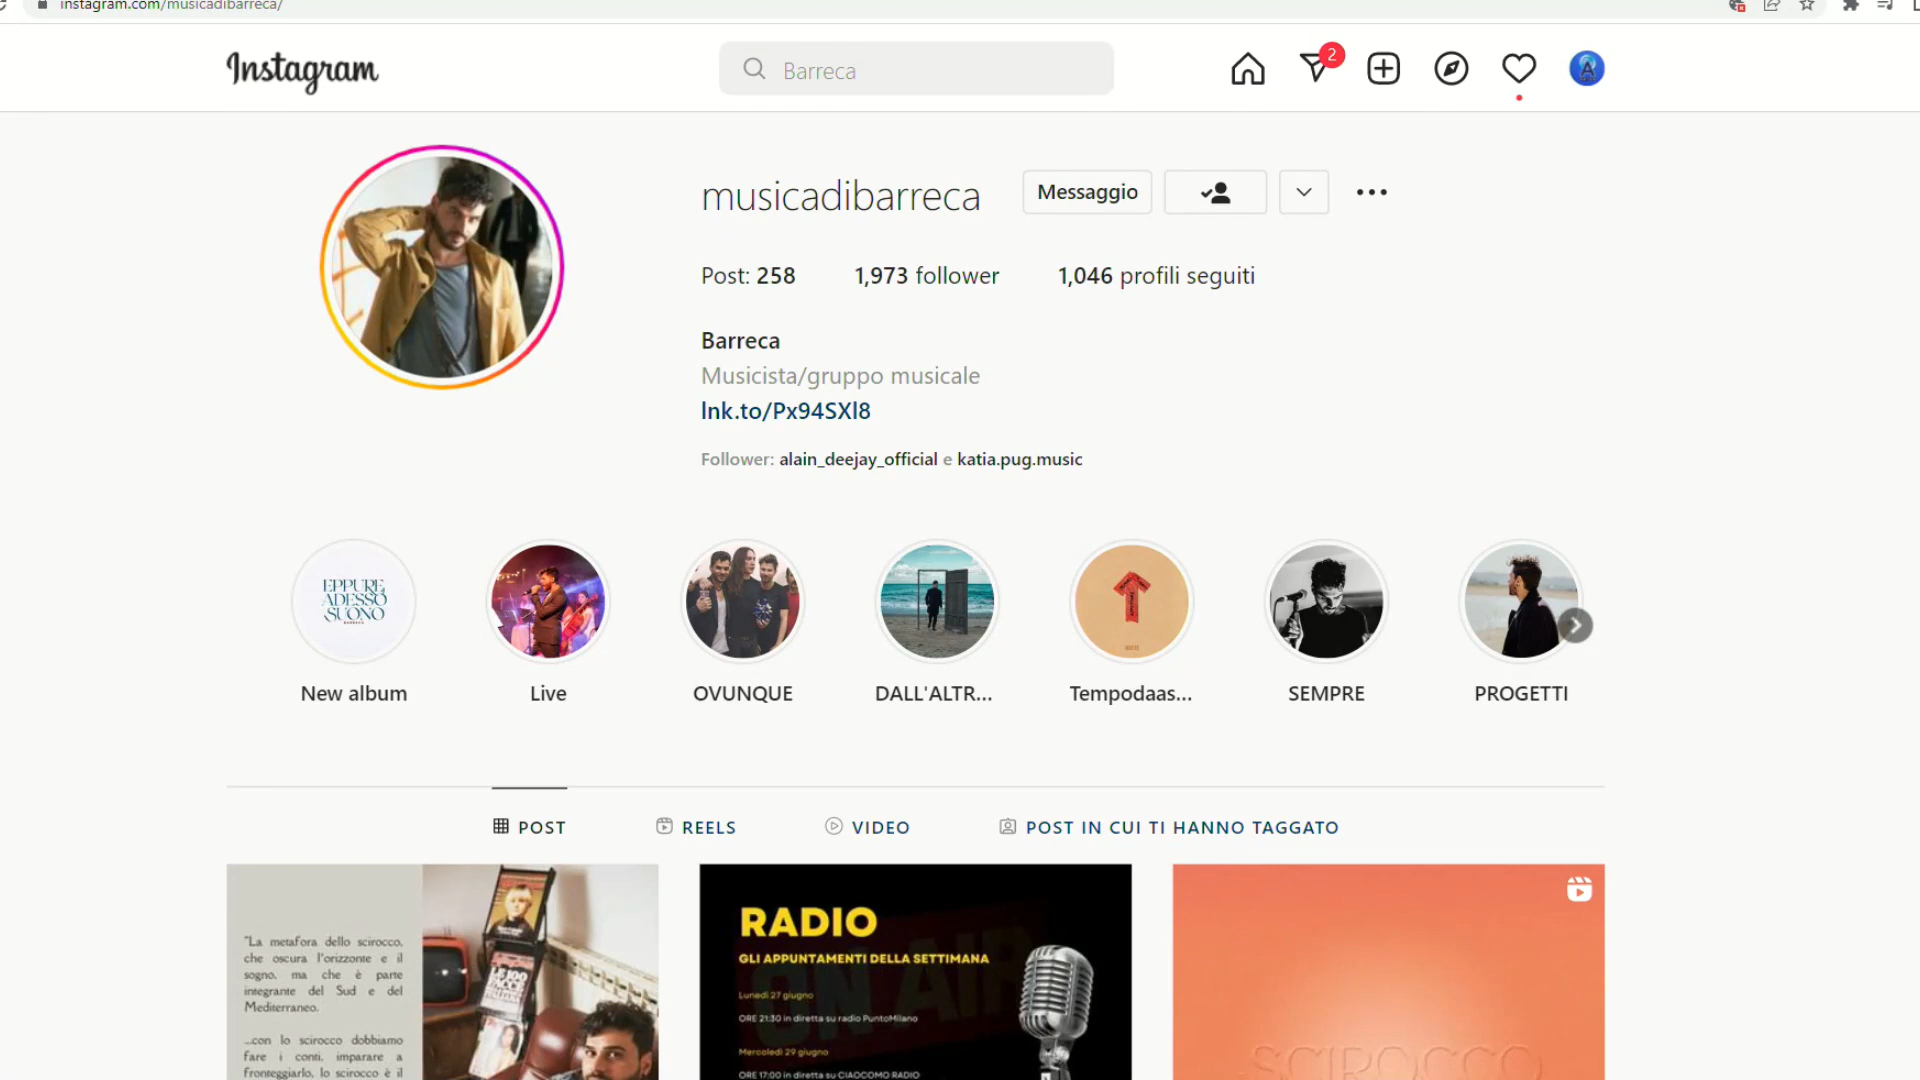 instagram.com/musicadibarreca/
Instagram
Barreca
2
musicadibarreca
Messaggio
Post: 258
1,973 follower
1,046 profili seguiti
Barreca
Musicista/gruppo musicale
lnk.to/Px94SXl8
Follower: alain_deejay_official e katia.pug.music
EPPURE,
ADESSO
SUONO
BARRECA
New album
Live
OVUNQUE
DALL'ALTR...
Tempodaas...
SEMPRE
PROGETTI
POST
REELS
VIDEO
POST IN CUI TI HANNO TAGGATO
"La metafora dello scirocco,
che oscura l'orizzonte e il
sogno, ma che è parte
integrante del Sud e del
Mediterraneo.
...con lo scirocco dobbiamo
fare i conti, imparare a
fronteggiarlo, lo scirocco è il
RADIO
GLI APPUNTAMENTI DELLA SETTIMANA
Lunedì 27 giugno
ORE 21:30 in diretta su radio PuntoMilano
Mercoledì 29 giugno
ORE 17:00 in diretta su CIAOCOMO RADIO
ON AIR
SCIROCCO